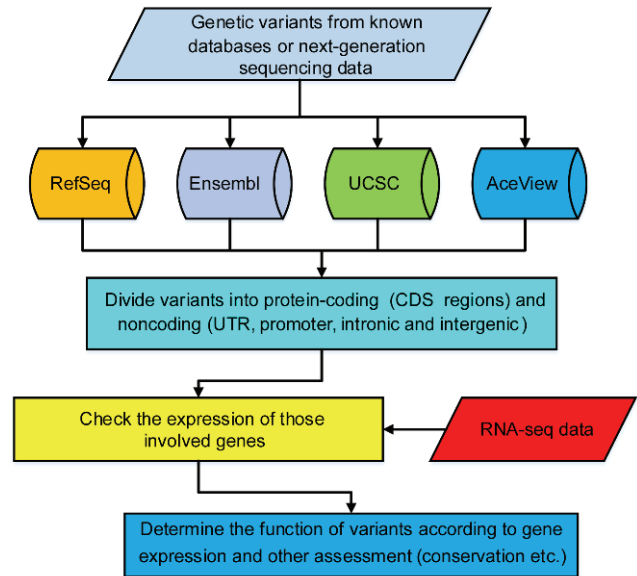 Genetic variants from known
databases or next-generation
sequencing data
RefSeq
Ensembl
UCSC
AceView
Divide variants into protein-coding (CDS regions) and
noncoding (UTR, promoter, intronic and intergenic)
Check the expression of those
involved genes
RNA-seq data
Determine the function of variants according to gene
expression and other assessment (conservation etc.)